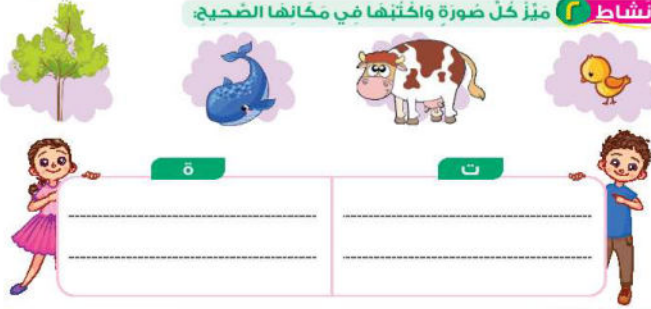 نشاط ٢ مَيِّزْ كُلَّ صُورَةٍ وَاكْتُبْهَا فِي مَكَانِهَا الصَّحِيحِ:
ت
ة